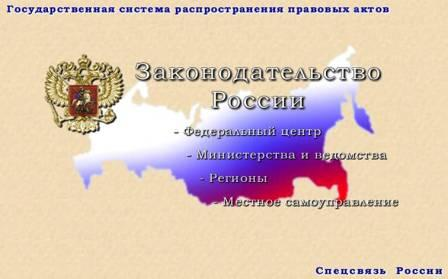 Государственная система распространения правовых актов
Законодательство
России
- Федеральный центр
- Министерства и ведомства
- Регионы
- Местное самоуправление
Спецсвязь России